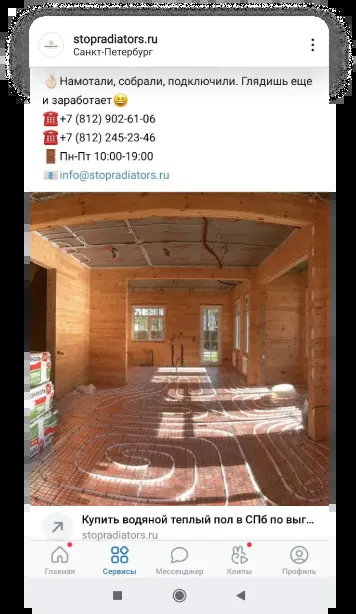 stopradiators.ru
Санкт-Петербург
👌🏻Намотали, собрали, подключили. Глядишь еще
и заработает😆
☎️+7 (812) 902-61-06
☎️+7 (812) 245-23-46
🚪Пн-Пт 10:00-19:00
📧info@stopradiators.ru
Купить водяной теплый пол в СПб по выг...
stopradiators.ru
Главная
Сервисы
Мессенджер
Клипы
Профиль